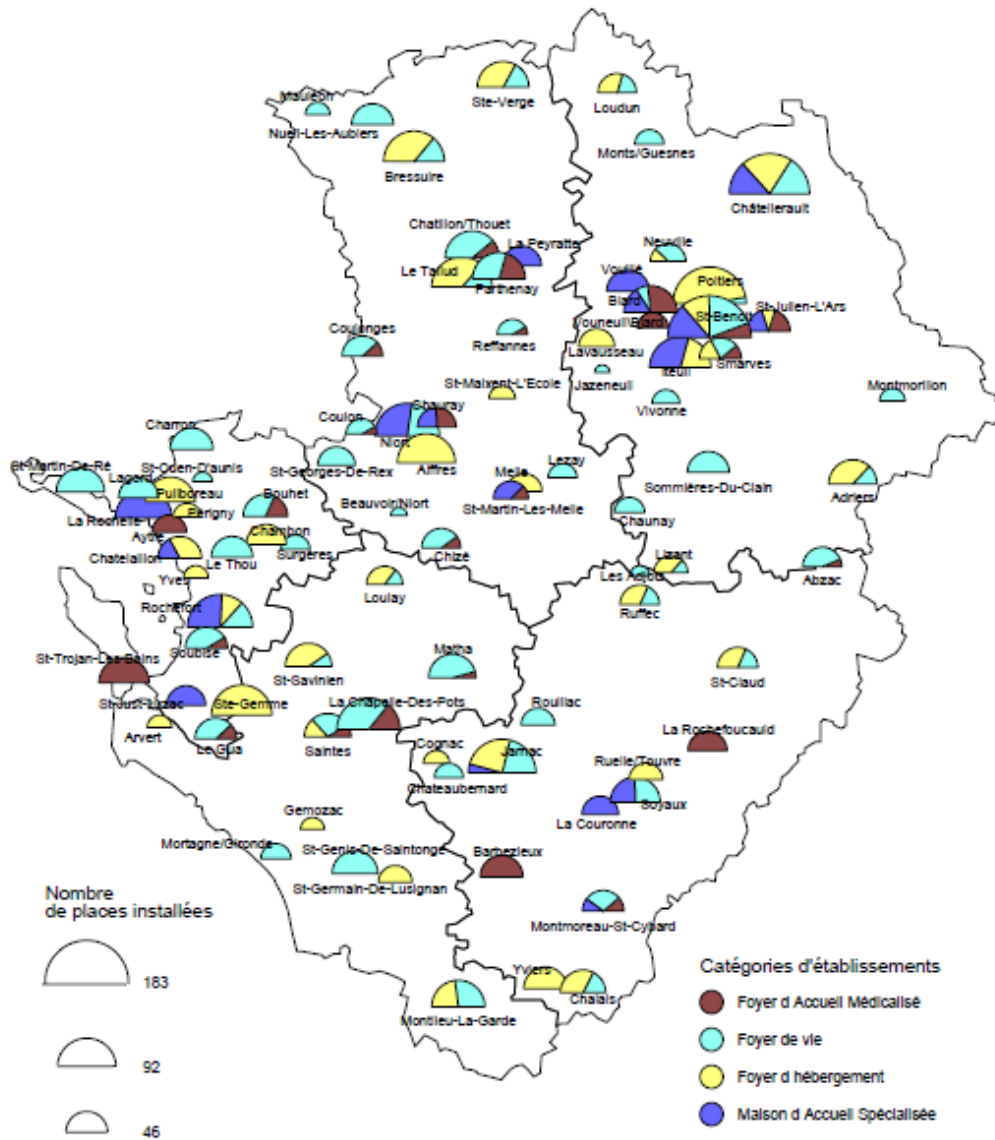 Ste-Verge
Loudun
Mauléon
Nueil-Les-Aubiers
Monts/Guesnes
Bressuire
Châtellerault
Chatillon/Thouet
La Peyratte
Neuville
Le Tallud
Parthenay
Vouillé
Poitiers
Biard
St-Benoit
St-Julien-L'Ars
Vouneuil/Biard
Coulonges
Reffannes
Lavausseau
Smarves
Iteuil
Jazeneuil
St-Maixent-L'Ecole
Vivonne
Montmorillon
Coulon
Shauray
Niort
Charron
Aiffres
St-Martin-De-Ré
St-Ouen-D'aunis
St-Georges-De-Rex
Lezay
Lagord
Puilboreau
Melle
Sommières-Du-Clain
Adriers
Périgny
Bouhet
Beauvoir/Niort
St-Martin-Les-Melle
La Rochelle
Chaunay
Aytre
Chambon
Chatelaillon
Le Thou
Surgères
Chizé
Lizant
Abzac
Yves
Les Adjots
Loulay
Ruffec
Rochefort
Soubise
Matha
St-Trojan-Les-Bains
St-Savinien
St-Claud
St-Just-Luzac
Ste-Gemme
La Chapelle-Des-Pots
Rouillac
Arvert
Le Gua
Saintes
La Rochefoucauld
Cognac
Jarnac
Ruelle/Touvre
Chateaubernard
Soyaux
La Couronne
Gemozac
Mortagne/Gironde
St-Genis-De-Saintonge
Barbezieux
St-Germain-De-Lusignan
Montmoreau-St-Cybard
Yviers
Chalais
Montlieu-La-Garde
Nombre
de places installées
183
92
46
Catégories d'établissements
Foyer d Accueil Médicalisé
Foyer de vie
Foyer d hébergement
Maison d Accueil Spécialisée